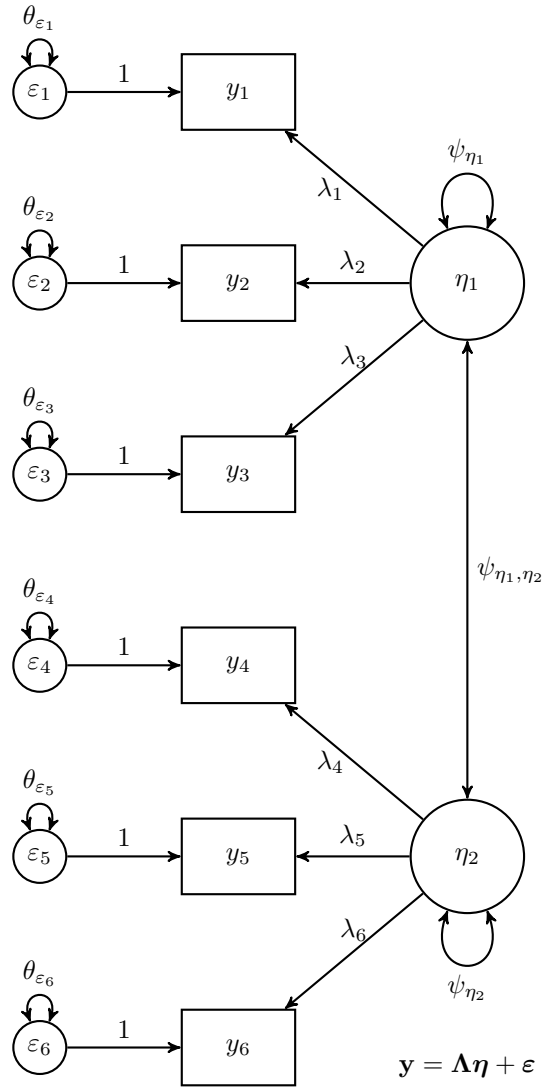 θ_ε₁
ε₁ 1 y₁
λ₁ ψ_η₁
θ_ε₂
ε₂ 1 y₂ λ₂ η₁
λ₃
θ_ε₃
ε₃ 1 y₃
ψ_η₁,η₂
θ_ε₄
ε₄ 1 y₄
λ₄
θ_ε₅
ε₅ 1 y₅ λ₅ η₂
λ₆
θ_ε₆ ψ_η₂
ε₆ 1 y₆
y = Λη + ε